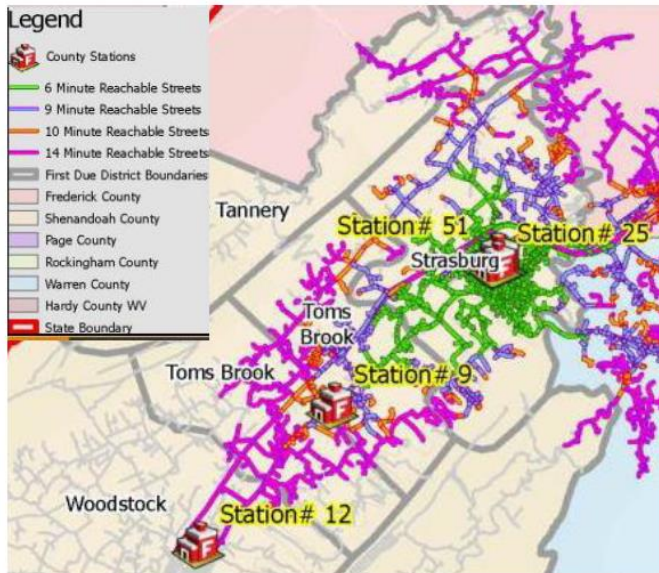 Legend
County Stations
6 Minute Reachable Streets
9 Minute Reachable Streets
10 Minute Reachable Streets
14 Minute Reachable Streets
First Due District Boundaries
Frederick County
Shenandoah County
Page County
Rockingham County
Warren County
Hardy County WV
State Boundary
Tannery
Station# 51
Station# 25
Strasburg
Toms
Brook
Toms Brook
Station# 9
Woodstock
Station# 12